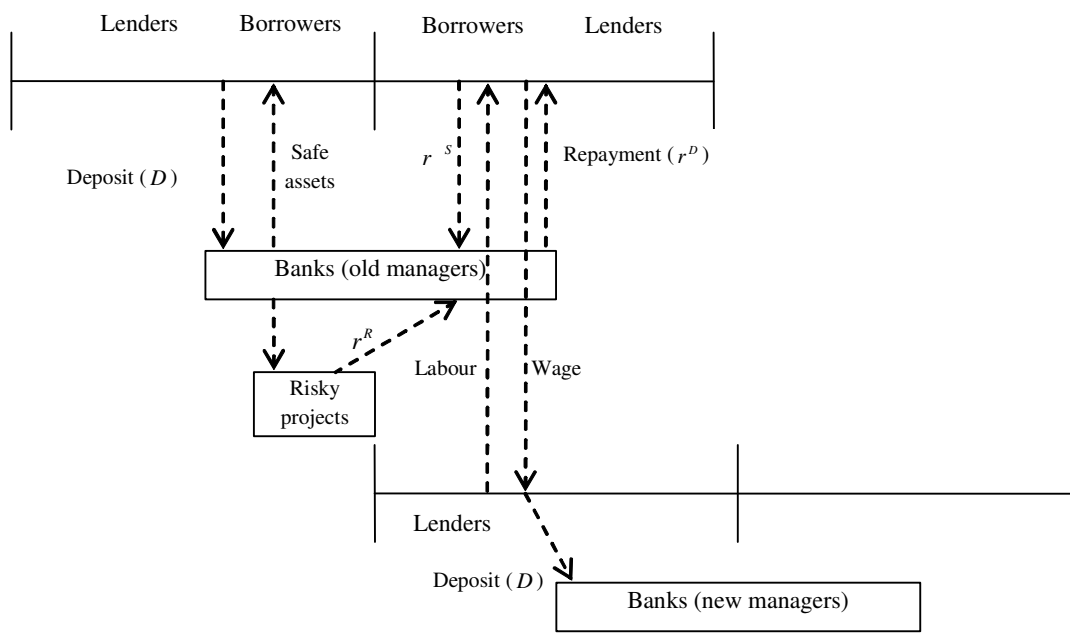 Lenders Borrowers Borrowers Lenders
Deposit (D)
Safe
assets
r S
Repayment (r^D)
Banks (old managers)
r^R
Labour
Wage
Risky
projects
Lenders
Deposit (D)
Banks (new managers)